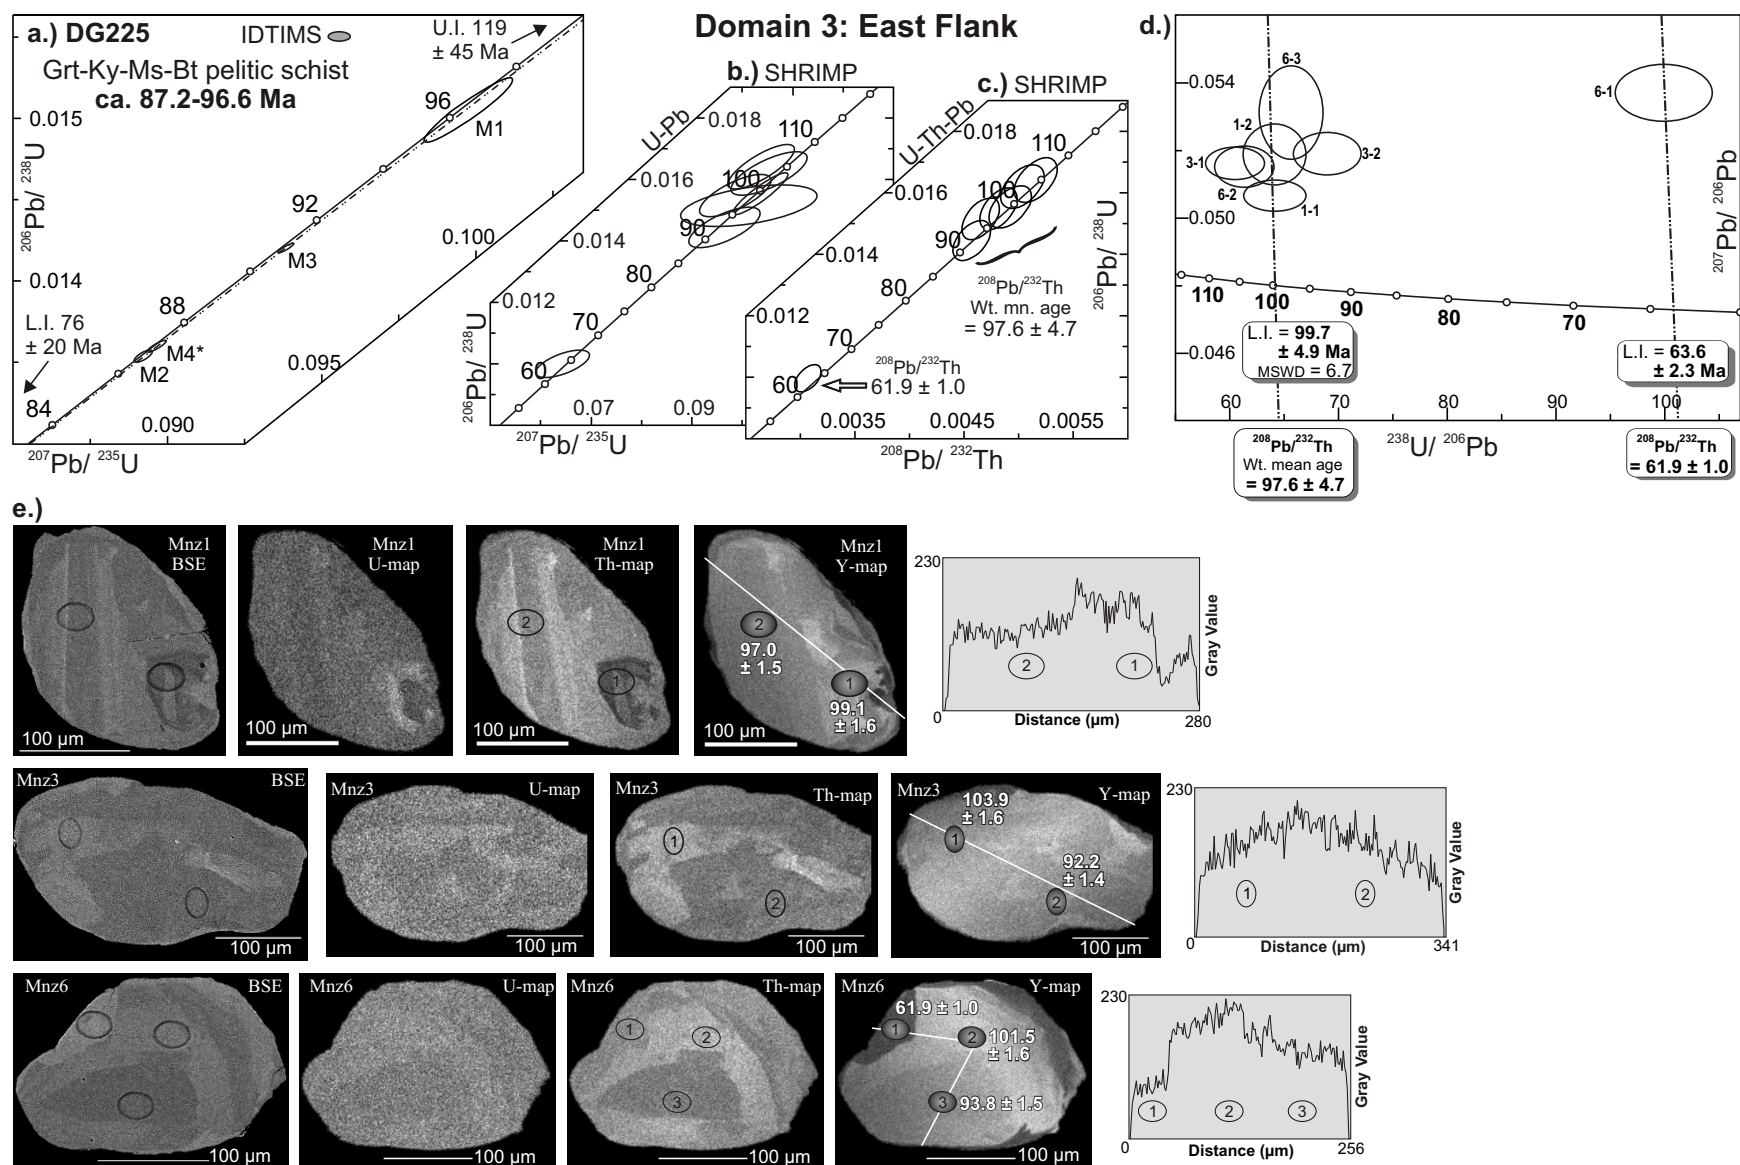 Domain 3: East Flank
a.) DG225
IDTIMS
Grt-Ky-Ms-Bt pelitic schist
ca. 87.2-96.6 Ma
U.I. 119
± 45 Ma
96
M1
0.015
92
M3
0.014
88
M4*
M2
L.I. 76
± 20 Ma
84
0.100
0.095
0.090
206Pb/ 238U
207Pb/ 235U
b.) SHRIMP
U-Pb
0.018
0.016
0.014
0.012
110
100
90
80
70
60
0.07
0.09
206Pb/ 238U
207Pb/ 235U
c.) SHRIMP
U-Th-Pb
0.018
0.016
0.014
0.012
110
100
90
80
70
60
208Pb/232Th
Wt. mn. age
= 97.6 ± 4.7
208Pb/232Th
61.9 ± 1.0
0.0035
0.0045
0.0055
206Pb/ 238U
208Pb/ 232Th
d.)
0.054
0.050
0.046
6-3
6-1
1-2
3-1
3-2
6-2
1-1
207Pb/ 206Pb
110
100
90
80
70
L.I. = 99.7
± 4.9 Ma
MSWD = 6.7
L.I. = 63.6
± 2.3 Ma
60
70
80
90
100
238U/ 206Pb
208Pb/232Th
Wt. mean age
= 97.6 ± 4.7
208Pb/232Th
= 61.9 ± 1.0
e.)
Mnz1
BSE
100 µm
Mnz1
U-map
100 µm
Mnz1
Th-map
2
1
100 µm
Mnz1
Y-map
2
97.0
± 1.5
1
99.1
± 1.6
100 µm
230
2
1
0
Distance (µm)
280
Gray Value
Mnz3
BSE
100 µm
Mnz3
U-map
100 µm
Mnz3
Th-map
1
2
100 µm
Mnz3
Y-map
103.9
± 1.6
1
92.2
± 1.4
2
100 µm
230
1
2
0
Distance (µm)
341
Gray Value
Mnz6
BSE
100 µm
Mnz6
U-map
100 µm
Mnz6
Th-map
1
2
3
100 µm
Mnz6
Y-map
61.9 ± 1.0
1
2
101.5
± 1.6
3
93.8 ± 1.5
100 µm
230
1
2
3
0
Distance (µm)
256
Gray Value